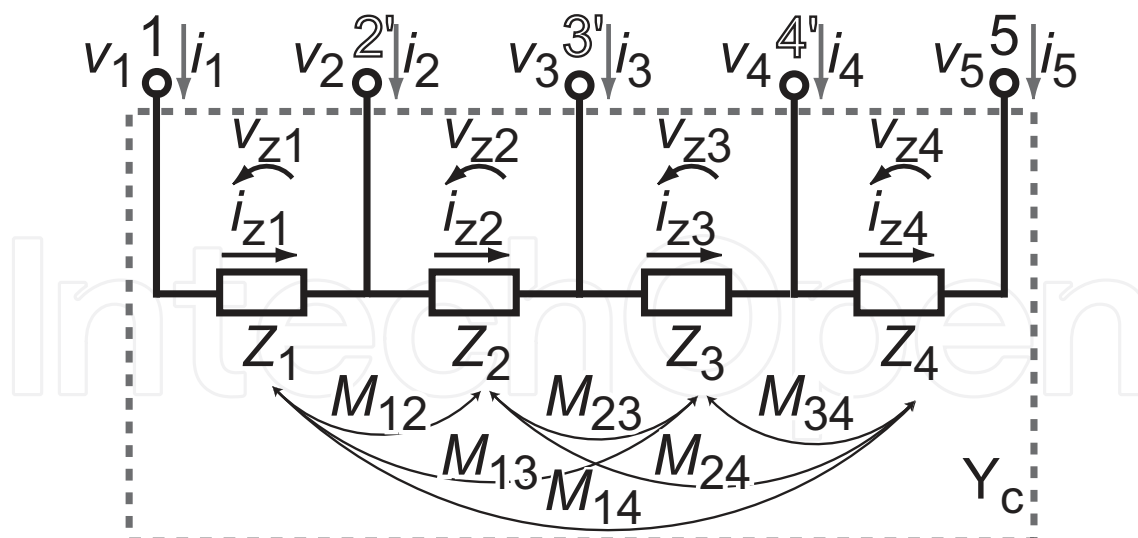 v1 1 i1 v2 2' i2 v3 3' i3 v4 4' i4 v5 5 i5
vz1 vz2 vz3 vz4
iz1 iz2 iz3 iz4
Z1 Z2 Z3 Z4
M12 M23 M34
M13 M24
M14
Yc
IntechOpen